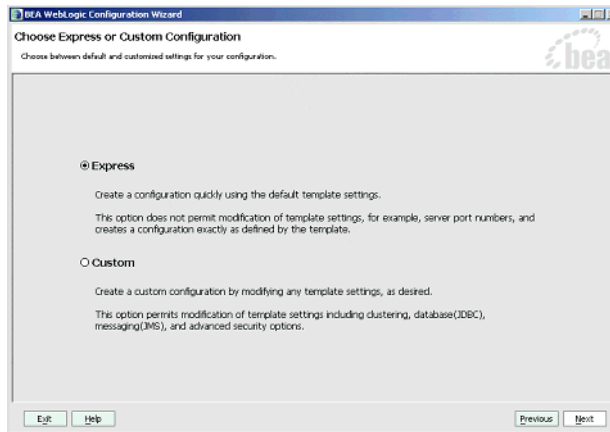 BEA WebLogic Configuration Wizard
Choose Express or Custom Configuration
Choose between default and customized settings for your configuration.
bea
Express
Create a configuration quickly using the default template settings.
This option does not permit modification of template settings, for example, server port numbers, and
creates a configuration exactly as defined by the template.
Custom
Create a custom configuration by modifying any template settings, as desired.
This option permits modification of template settings including clustering, database(JDBC),
messaging(JMS), and advanced security options.
Exit Help Previous Next